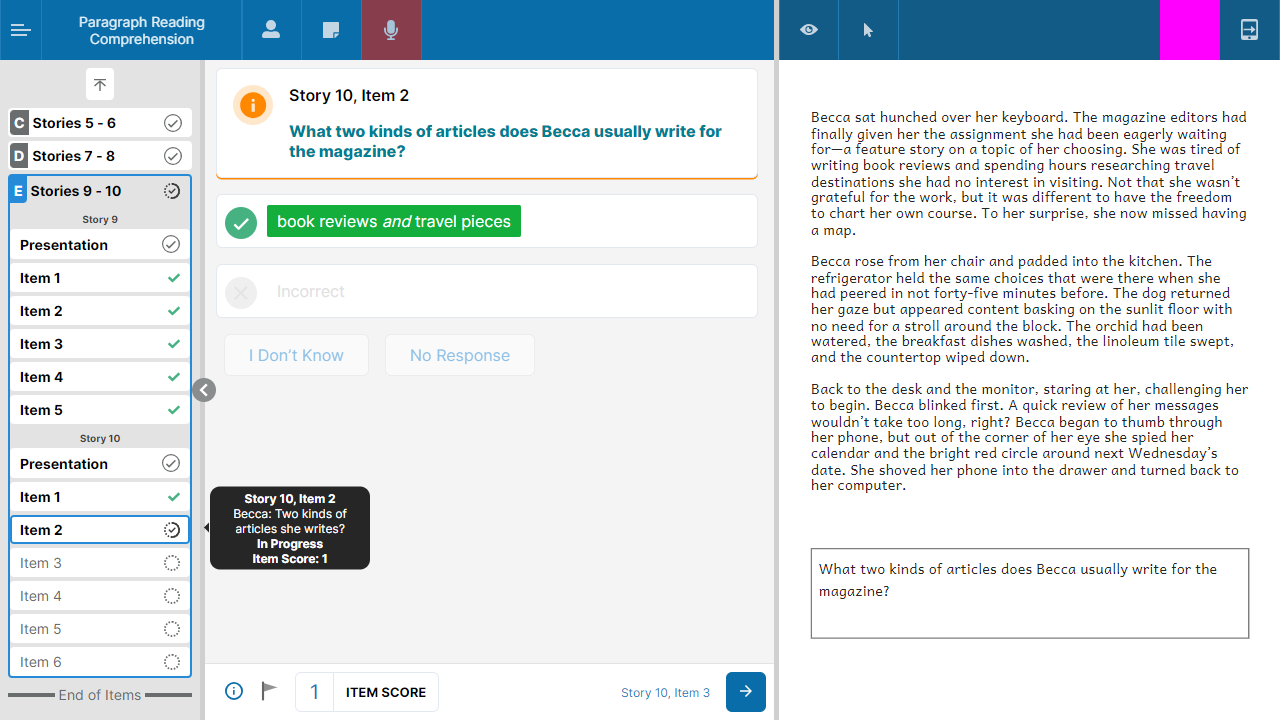 Paragraph Reading
Comprehension
C Stories 5 - 6
D Stories 7 - 8
E Stories 9 - 10
Story 9
Presentation
Item 1
Item 2
Item 3
Item 4
Item 5
Story 10
Presentation
Item 1
Item 2
Item 3
Item 4
Item 5
Item 6
End of Items
Story 10, Item 2
What two kinds of articles does Becca usually write for
the magazine?
book reviews and travel pieces
Incorrect
I Don’t Know
No Response
Story 10, Item 2
Becca: Two kinds of
articles she writes?
In Progress
Item Score: 1
1 ITEM SCORE
Story 10, Item 3
Becca sat hunched over her keyboard. The magazine editors had
finally given her the assignment she had been eagerly waiting
for—a feature story on a topic of her choosing. She was tired of
writing book reviews and spending hours researching travel
destinations she had no interest in visiting. Not that she wasn’t
grateful for the work, but it was different to have the freedom
to chart her own course. To her surprise, she now missed having
a map.
Becca rose from her chair and padded into the kitchen. The
refrigerator held the same choices that were there when she
had peered in not forty-five minutes before. The dog returned
her gaze but appeared content basking on the sunlit floor with
no need for a stroll around the block. The orchid had been
watered, the breakfast dishes washed, the linoleum tile swept,
and the countertop wiped down.
Back to the desk and the monitor, staring at her, challenging her
to begin. Becca blinked first. A quick review of her messages
wouldn’t take too long, right? Becca began to thumb through
her phone, but out of the corner of her eye she spied her
calendar and the bright red circle around next Wednesday’s
date. She shoved her phone into the drawer and turned back to
her computer.
What two kinds of articles does Becca usually write for the
magazine?